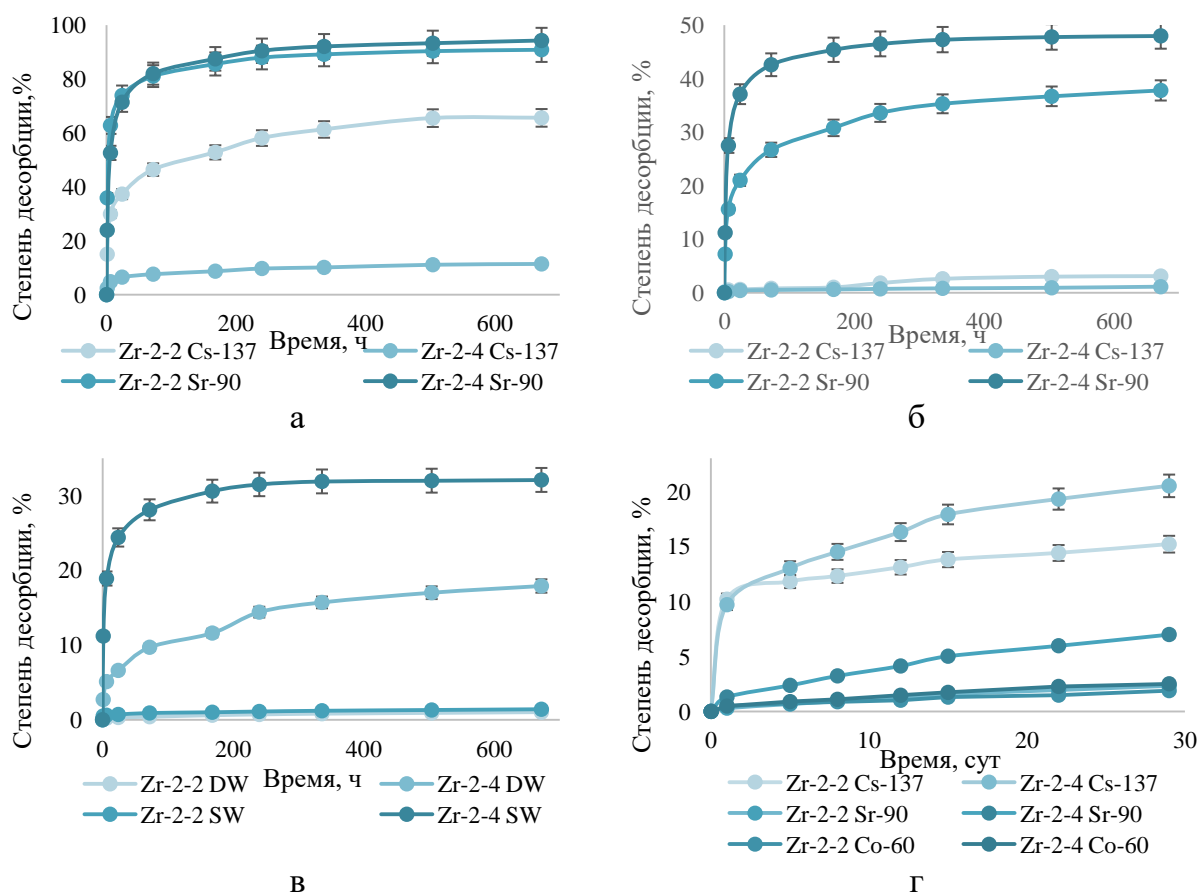 Степень десорбции,%
100
80
60
40
20
0
0 200 400 600
Время, ч
Zr-2-2 Cs-137 Zr-2-4 Cs-137
Zr-2-2 Sr-90 Zr-2-4 Sr-90
а
Степень десорбции, %
50
40
30
20
10
0
0 200 400 600
Время, ч
Zr-2-2 Cs-137 Zr-2-4 Cs-137
Zr-2-2 Sr-90 Zr-2-4 Sr-90
б
Степень десорбции, %
30
20
10
0
0 200 400 600
Время, ч
Zr-2-2 DW Zr-2-4 DW
Zr-2-2 SW Zr-2-4 SW
в
Степень десорбции, %
20
15
10
5
0
0 10 20 30
Время, сут
Zr-2-2 Cs-137 Zr-2-4 Cs-137
Zr-2-2 Sr-90 Zr-2-4 Sr-90
Zr-2-2 Co-60 Zr-2-4 Co-60
г